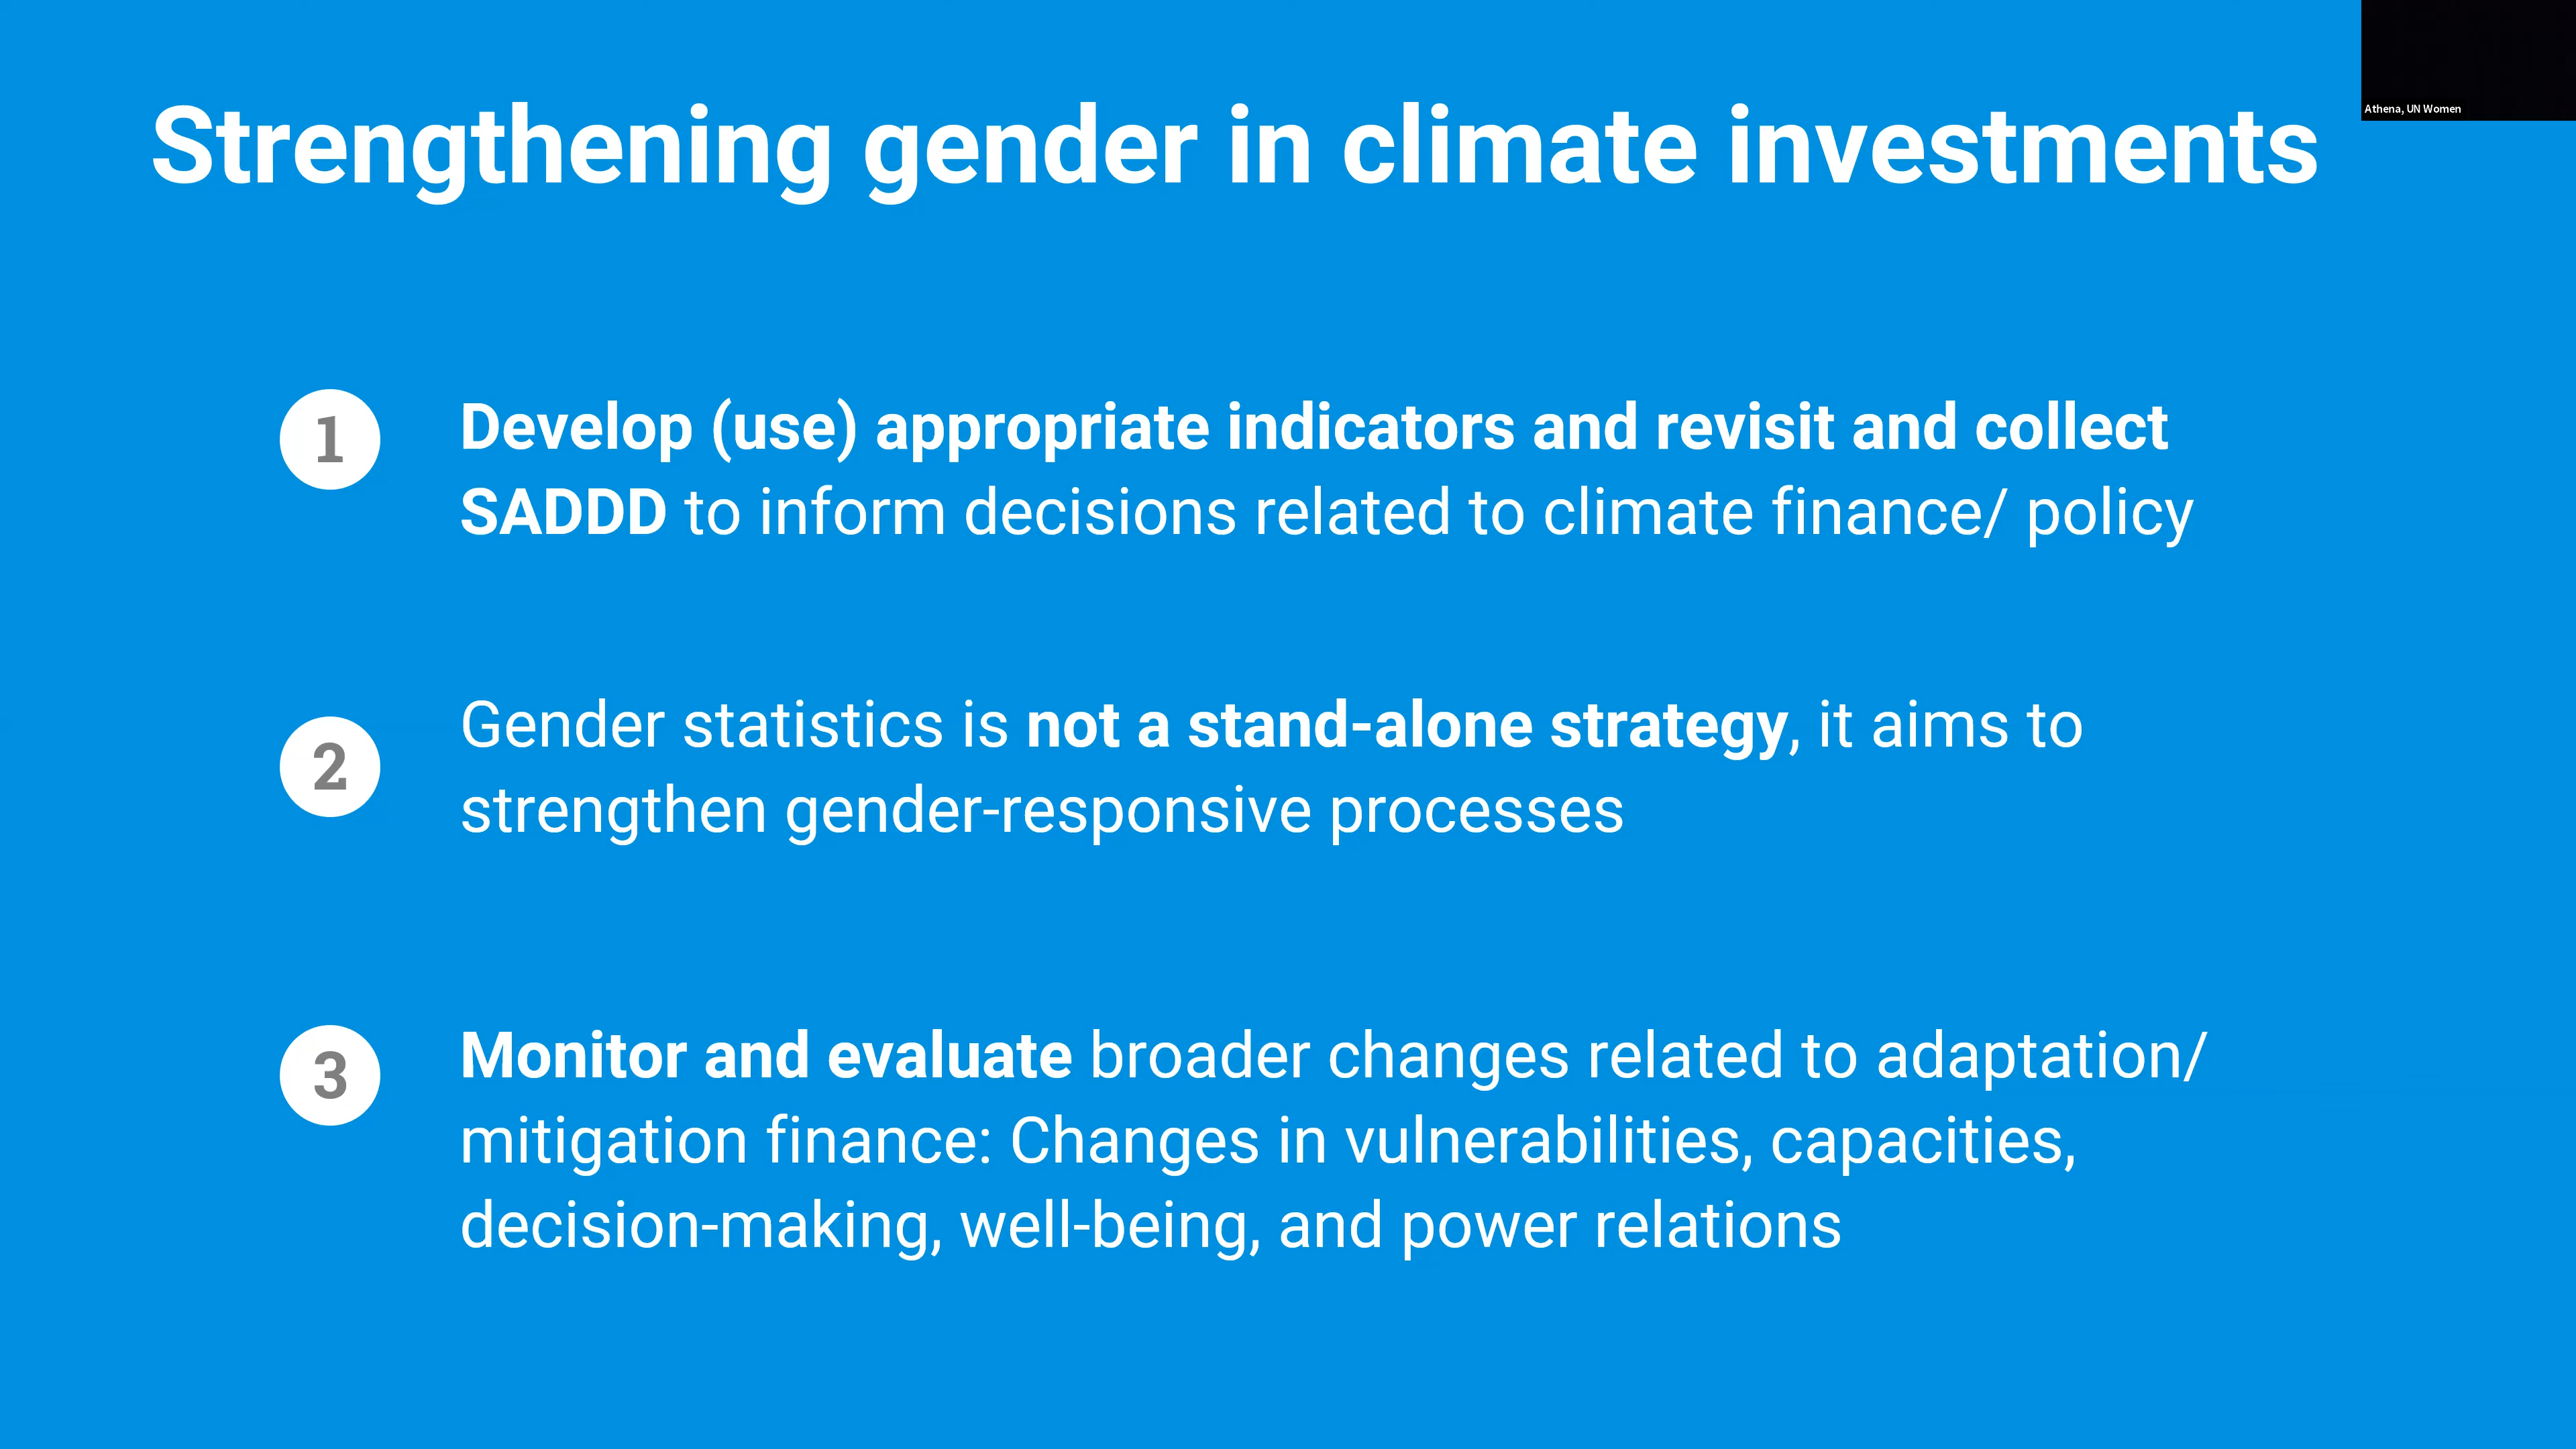 Athena, UN Women
Strengthening gender in climate investments
1
Develop (use) appropriate indicators and revisit and collect
SADDD to inform decisions related to climate finance/ policy
2
Gender statistics is not a stand-alone strategy, it aims to
strengthen gender-responsive processes
3
Monitor and evaluate broader changes related to adaptation/
mitigation finance: Changes in vulnerabilities, capacities,
decision-making, well-being, and power relations